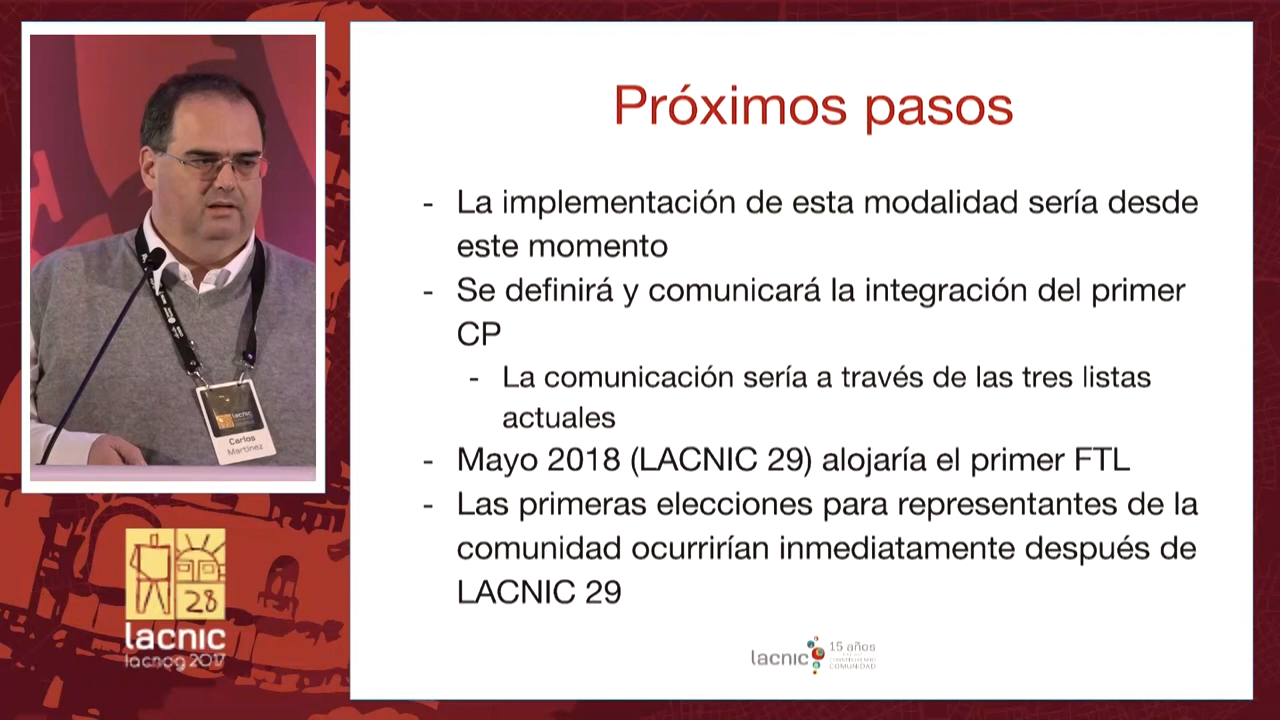 Próximos pasos
- La implementación de esta modalidad sería desde
este momento
- Se definirá y comunicará la integración del primer
CP
- La comunicación sería a través de las tres listas
actuales
- Mayo 2018 (LACNIC 29) alojaría el primer FTL
- Las primeras elecciones para representantes de la
comunidad ocurrirían inmediatamente después de
LACNIC 29
lacnic
15 años
CONSTRUYENDO
COMUNIDAD
lacnic
Carlos
Martínez
28
lacnic
lacnog 2017